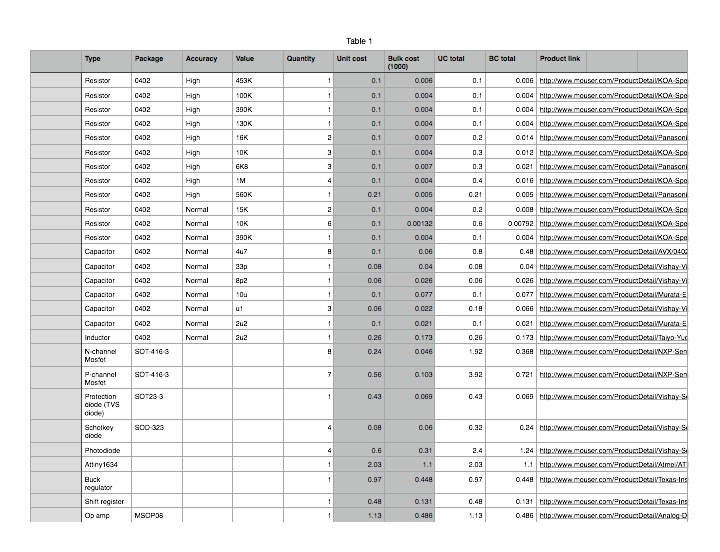 Table 1
Type Package Accuracy Value Quantity Unit cost Bulk cost (1000) UC total BC total Product link
Resistor 0402 High 453K 1 0.1 0.006 0.1 0.006 http://www.mouser.com/ProductDetail/KOA-Spe
Resistor 0402 High 100K 1 0.1 0.004 0.1 0.004 http://www.mouser.com/ProductDetail/KOA-Spe
Resistor 0402 High 390K 1 0.1 0.004 0.1 0.004 http://www.mouser.com/ProductDetail/KOA-Spe
Resistor 0402 High 130K 1 0.1 0.004 0.1 0.004 http://www.mouser.com/ProductDetail/KOA-Spe
Resistor 0402 High 16K 2 0.1 0.007 0.2 0.014 http://www.mouser.com/ProductDetail/Panasoni
Resistor 0402 High 10K 3 0.1 0.004 0.3 0.012 http://www.mouser.com/ProductDetail/KOA-Spe
Resistor 0402 High 6K8 3 0.1 0.007 0.3 0.021 http://www.mouser.com/ProductDetail/Panasoni
Resistor 0402 High 1M 4 0.1 0.004 0.4 0.016 http://www.mouser.com/ProductDetail/KOA-Spe
Resistor 0402 High 560K 1 0.21 0.005 0.21 0.005 http://www.mouser.com/ProductDetail/Panasoni
Resistor 0402 Normal 15K 2 0.1 0.004 0.2 0.008 http://www.mouser.com/ProductDetail/KOA-Spe
Resistor 0402 Normal 10K 6 0.1 0.00132 0.6 0.00792 http://www.mouser.com/ProductDetail/KOA-Spe
Resistor 0402 Normal 390K 1 0.1 0.004 0.1 0.004 http://www.mouser.com/ProductDetail/KOA-Spe
Capacitor 0402 Normal 4u7 8 0.1 0.06 0.8 0.48 http://www.mouser.com/ProductDetail/AVX/0402
Capacitor 0402 Normal 33p 1 0.08 0.04 0.08 0.04 http://www.mouser.com/ProductDetail/Vishay-Vi
Capacitor 0402 Normal 8p2 1 0.06 0.026 0.06 0.026 http://www.mouser.com/ProductDetail/Vishay-Vi
Capacitor 0402 Normal 10u 1 0.1 0.077 0.1 0.077 http://www.mouser.com/ProductDetail/Murata-E
Capacitor 0402 Normal u1 3 0.06 0.022 0.18 0.066 http://www.mouser.com/ProductDetail/Vishay-Vi
Capacitor 0402 Normal 2u2 1 0.1 0.021 0.1 0.021 http://www.mouser.com/ProductDetail/Murata-E
Inductor 0402 Normal 2u2 1 0.26 0.173 0.26 0.173 http://www.mouser.com/ProductDetail/Taiyo-Yud
N-channel Mosfet SOT-416-3 8 0.24 0.046 1.92 0.368 http://www.mouser.com/ProductDetail/NXP-Sem
P-channel Mosfet SOT-416-3 7 0.56 0.103 3.92 0.721 http://www.mouser.com/ProductDetail/NXP-Sem
Protection diode (TVS diode) SOT23-3 1 0.43 0.069 0.43 0.069 http://www.mouser.com/ProductDetail/Vishay-Se
Schotkey diode SOD-323 4 0.08 0.06 0.32 0.24 http://www.mouser.com/ProductDetail/Vishay-Se
Photodiode 4 0.6 0.31 2.4 1.24 http://www.mouser.com/ProductDetail/Vishay-Se
Attiny1634 1 2.03 1.1 2.03 1.1 http://www.mouser.com/ProductDetail/Atmel/AT
Buck regulator 1 0.97 0.448 0.97 0.448 http://www.mouser.com/ProductDetail/Texas-Ins
Shift register 1 0.48 0.131 0.48 0.131 http://www.mouser.com/ProductDetail/Texas-Ins
Op amp MSOP08 1 1.13 0.486 1.13 0.486 http://www.mouser.com/ProductDetail/Analog-D